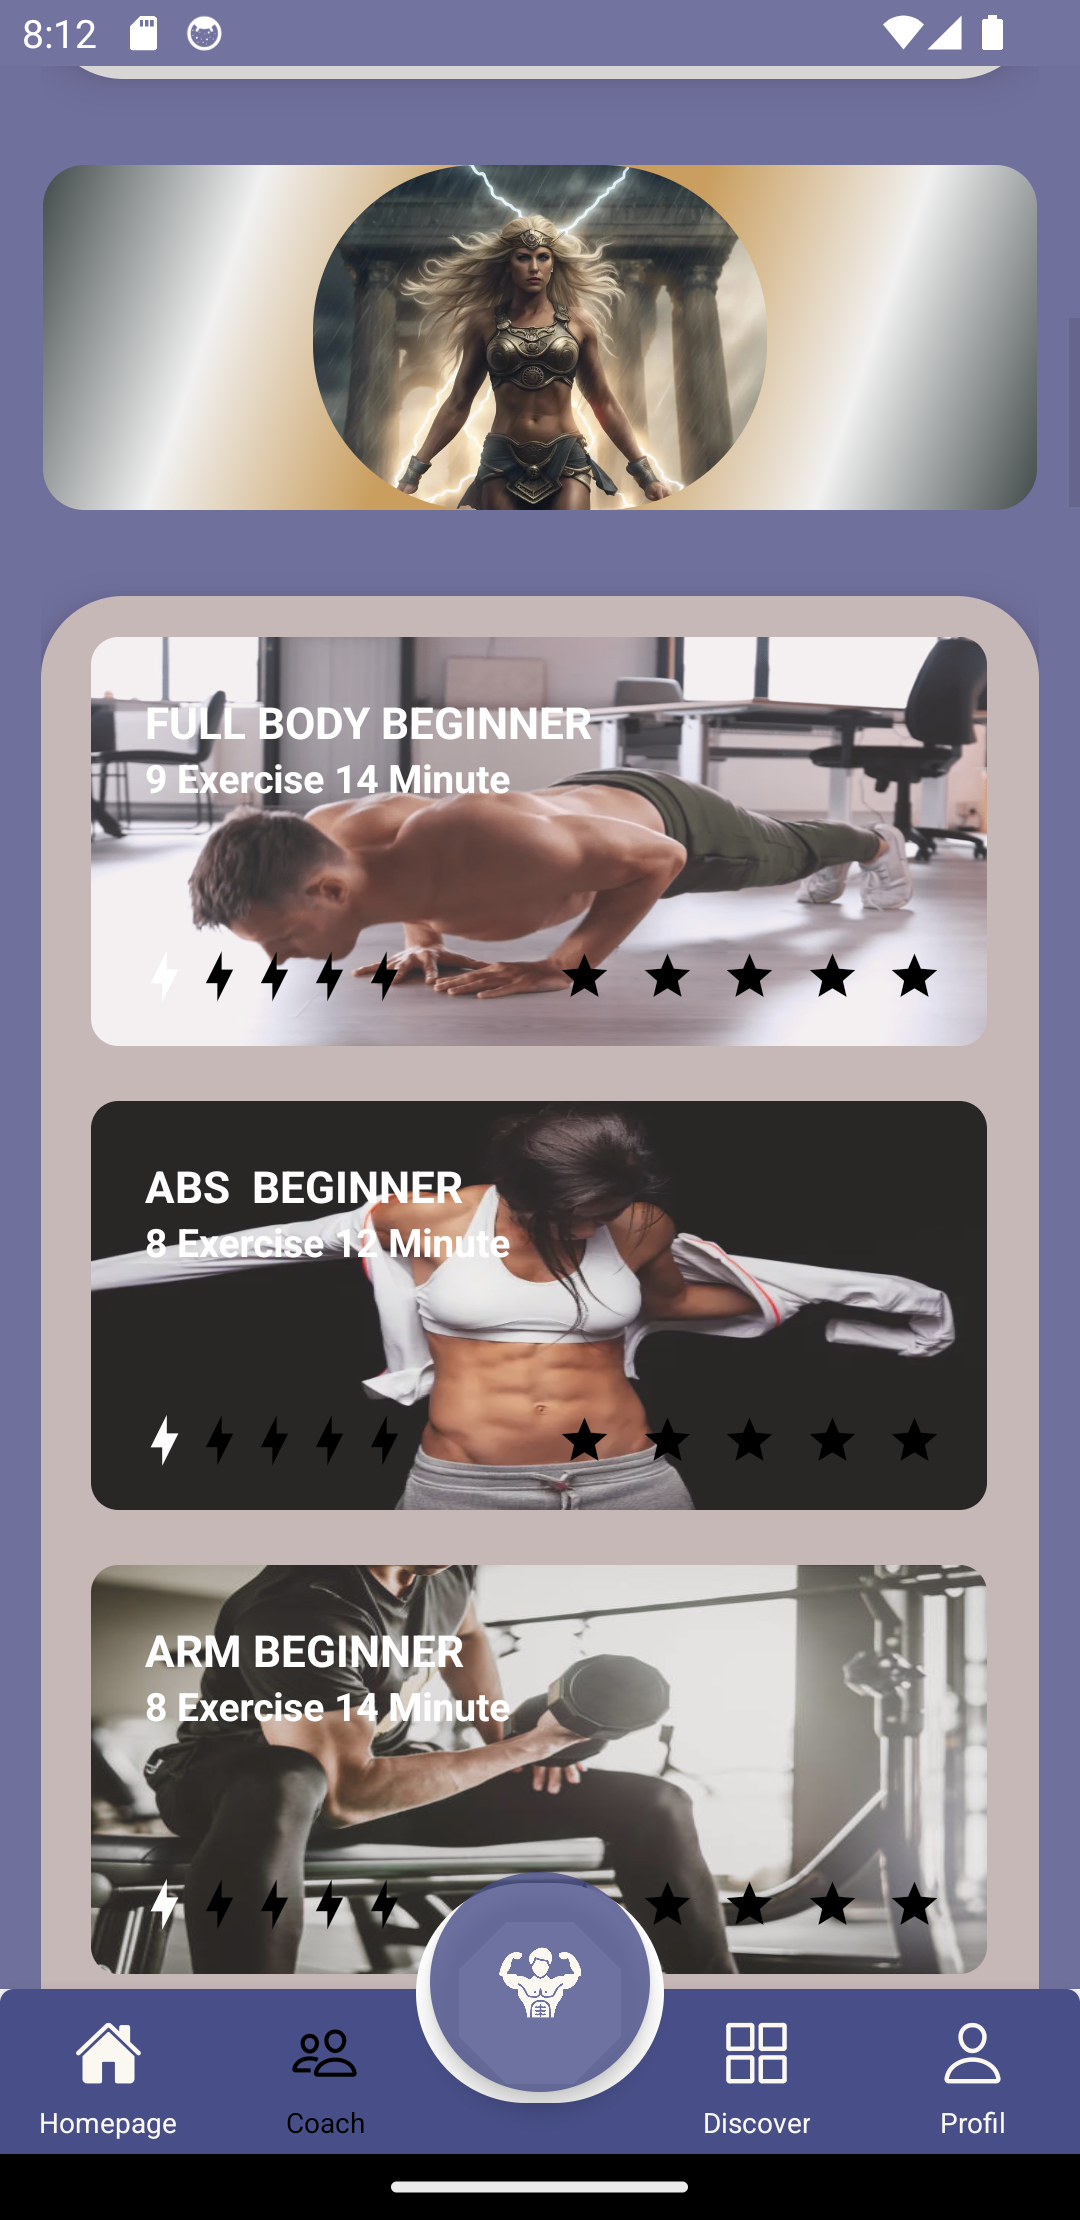 8:12
FULL BODY BEGINNER
9 Exercise 14 Minute
ABS  BEGINNER
8 Exercise 12 Minute
ARM BEGINNER
8 Exercise 14 Minute
Homepage
Coach
Discover
Profil